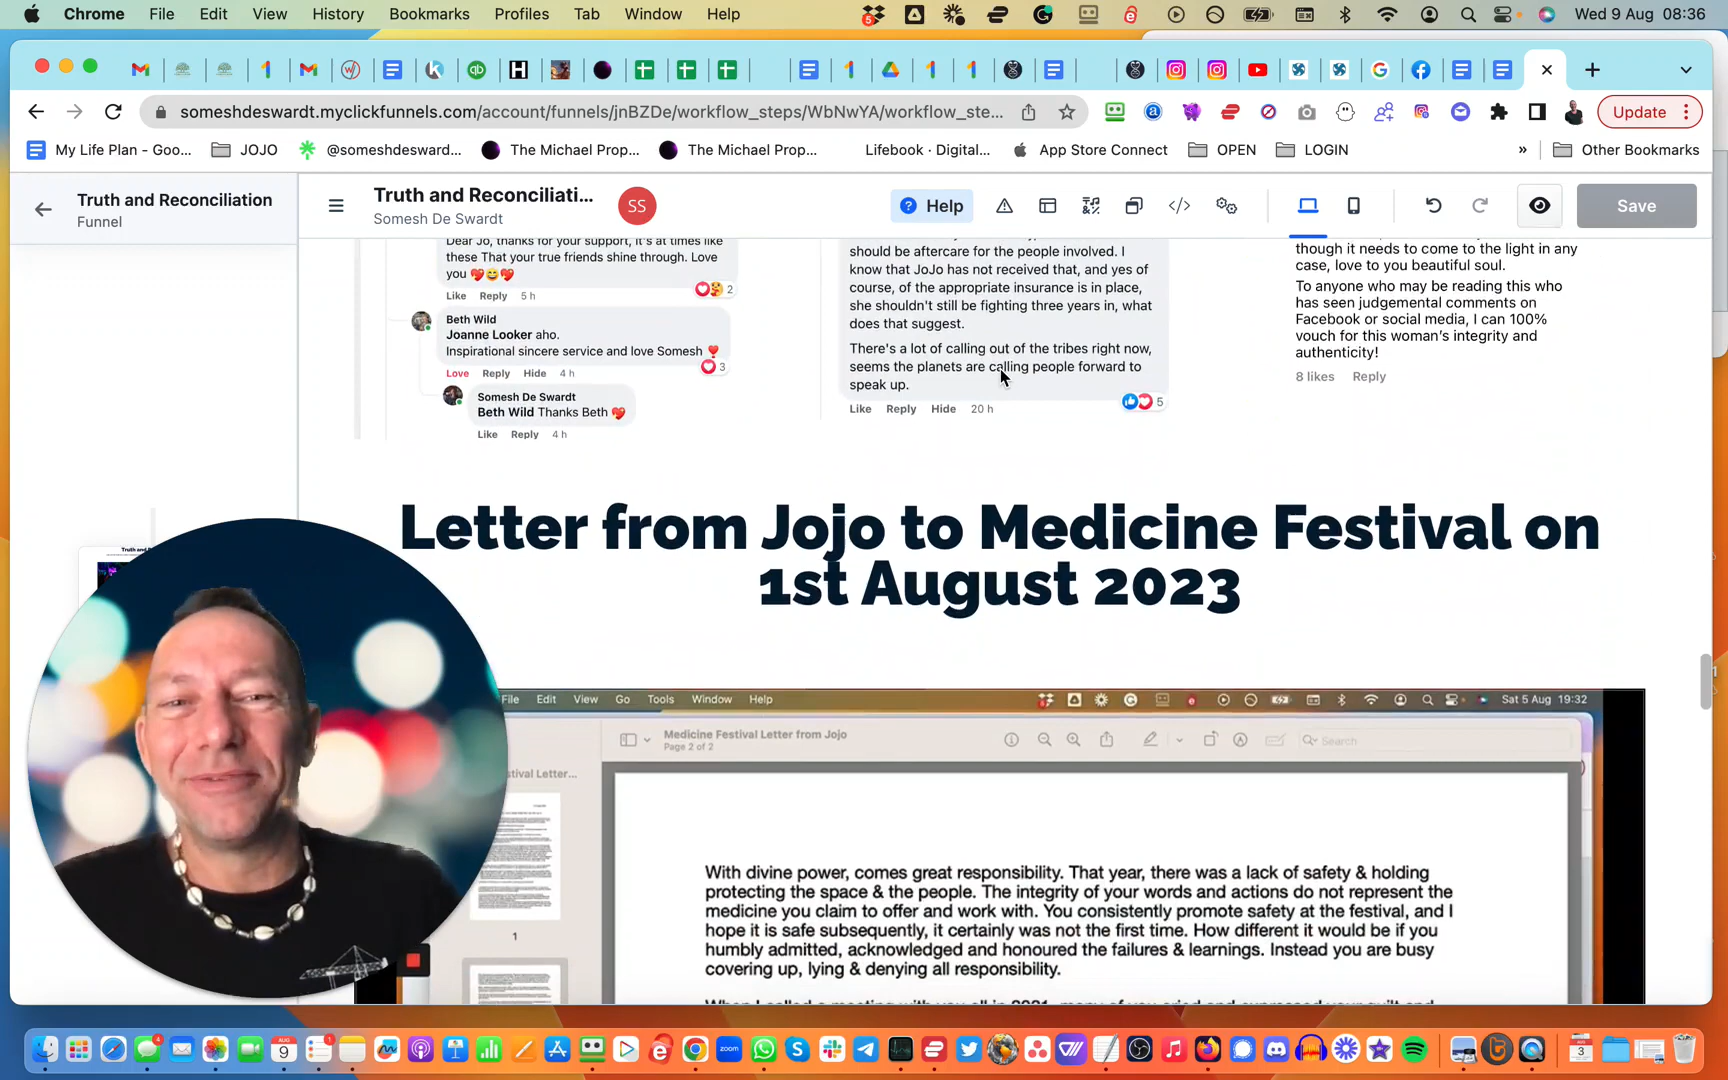 Chrome File Edit View History Bookmarks Profiles Tab Window Help Wed 9 Aug 08:36
someshdeswardt.myclickfunnels.com/account/funnels/jnBZDe/workflow_steps/WbNwYA/workflow_ste... Update
My Life Plan - Goo... JOJO @someshdesward... The Michael Prop... The Michael Prop... Lifebook · Digital... App Store Connect OPEN LOGIN » Other Bookmarks
Truth and Reconciliation
Funnel
Truth and Reconciliati...
Somesh De Swardt
SS
Help
Save
Dear Jo, thanks for your support, it's at times like
these That your true friends shine through. Love
you
2
Like Reply 5 h
Beth Wild
Joanne Looker aho.
Inspirational sincere service and love Somesh
3
Love Reply Hide 4 h
Somesh De Swardt
Beth Wild Thanks Beth
Like Reply 4 h
should be aftercare for the people involved. I
know that JoJo has not received that, and yes of
course, of the appropriate insurance is in place,
she shouldn't still be fighting three years in, what
does that suggest.
There's a lot of calling out of the tribes right now,
seems the planets are calling people forward to
speak up.
Like Reply Hide 20 h
5
though it needs to come to the light in any
case, love to you beautiful soul.
To anyone who may be reading this who
has seen judgemental comments on
Facebook or social media, I can 100%
vouch for this woman's integrity and
authenticity!
8 likes Reply
Letter from Jojo to Medicine Festival on
1st August 2023
File Edit View Go Tools Window Help Sat 5 Aug 19:32
Medicine Festival Letter from Jojo
Page 2 of 2
Search
stival Letter...
1
With divine power, comes great responsibility. That year, there was a lack of safety & holding
protecting the space & the people. The integrity of your words and actions do not represent the
medicine you claim to offer and work with. You consistently promote safety at the festival, and I
hope it is safe subsequently, it certainly was not the first time. How different it would be if you
humbly admitted, acknowledged and honoured the failures & learnings. Instead you are busy
covering up, lying & denying all responsibility.